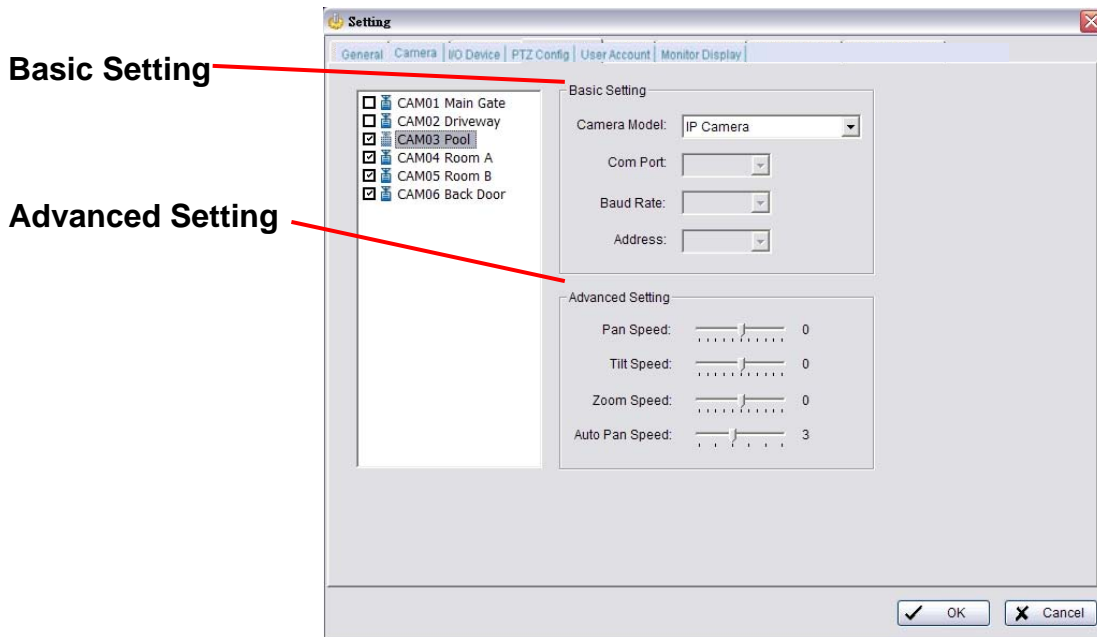 Setting
General Camera I/O Device PTZ Config User Account Monitor Display
Basic Setting
CAM01 Main Gate
CAM02 Driveway
CAM03 Pool
CAM04 Room A
CAM05 Room B
CAM06 Back Door
Basic Setting
Camera Model: IP Camera
Com Port:
Baud Rate:
Address:
Advanced Setting
Advanced Setting
Pan Speed: 0
Tilt Speed: 0
Zoom Speed: 0
Auto Pan Speed: 3
OK Cancel